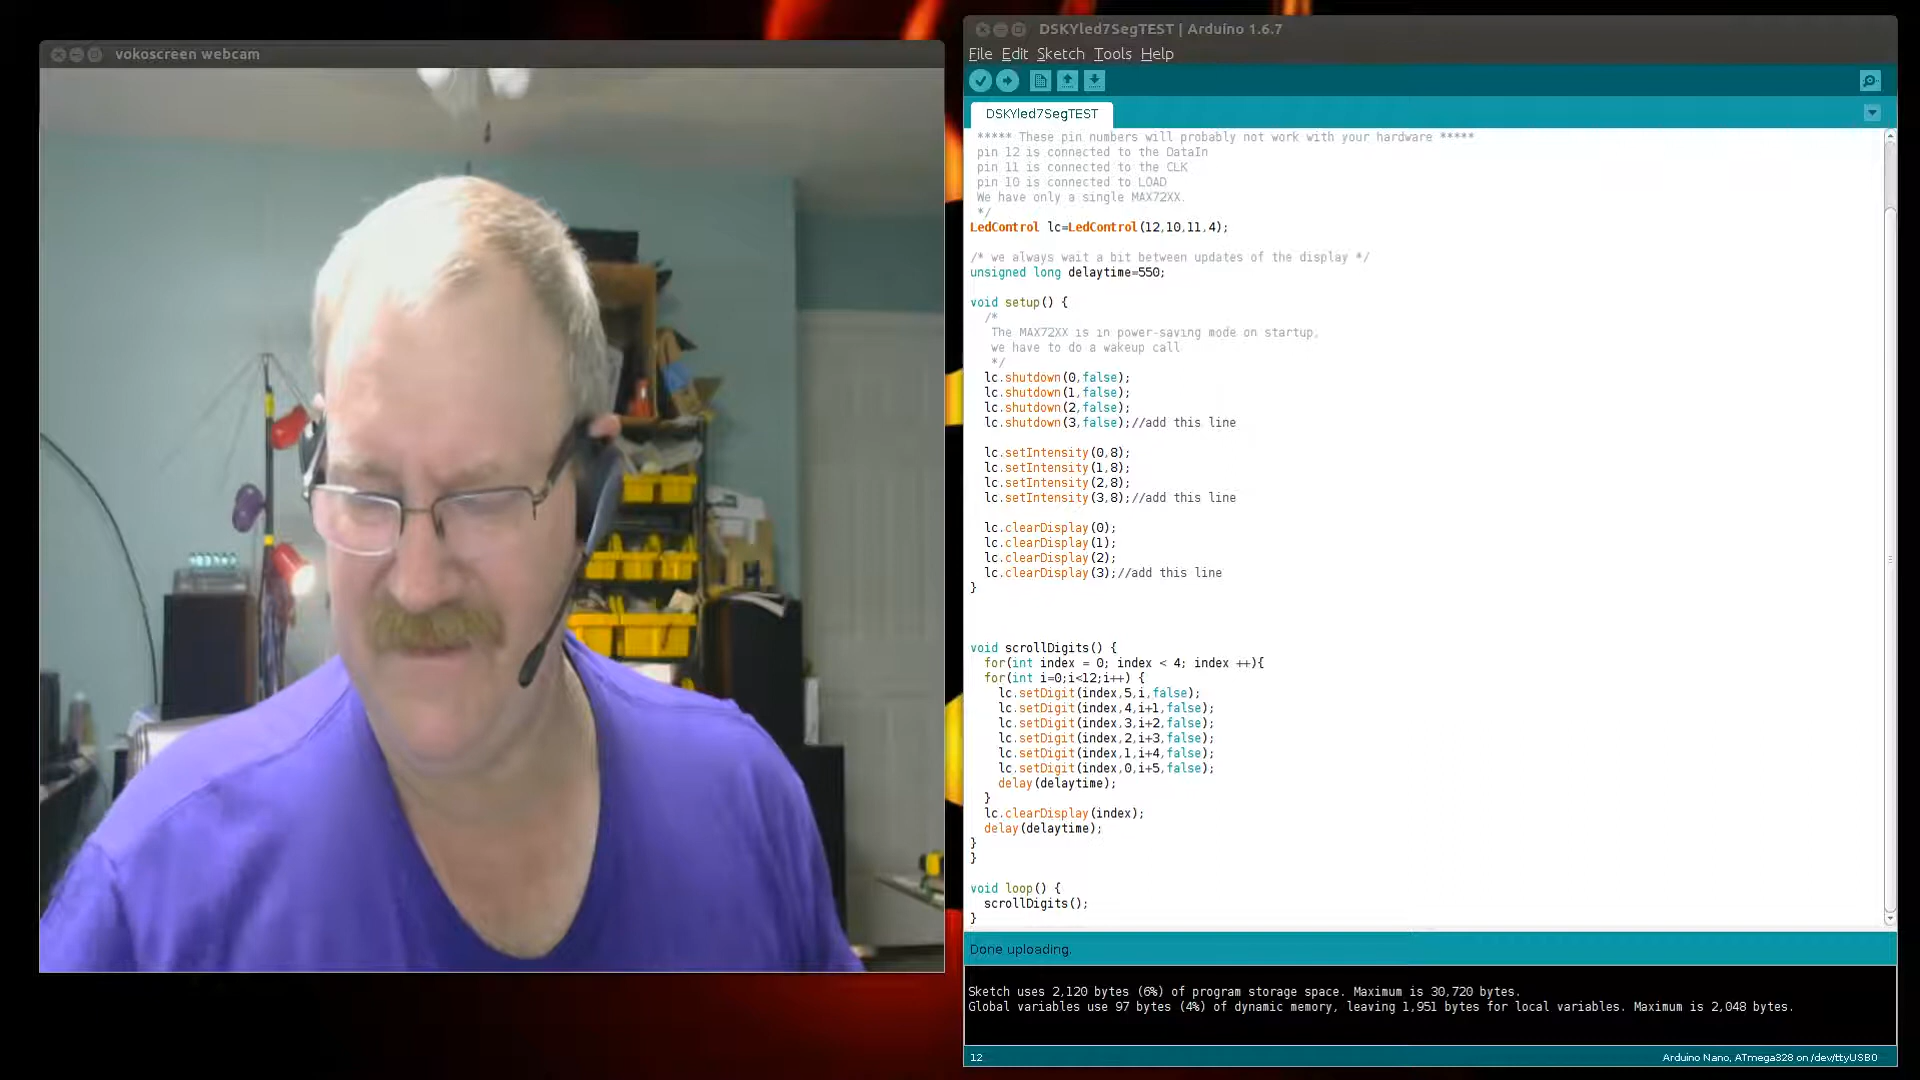 vokoscreen webcam
DSKYled7SegTEST | Arduino 1.6.7
File Edit Sketch Tools Help
DSKYled7SegTEST
***** These pin numbers will probably not work with your hardware *****
pin 12 is connected to the DataIn
pin 11 is connected to the CLK
pin 10 is connected to LOAD
We have only a single MAX72XX.
*/
LedControl lc=LedControl(12,10,11,4);
/* we always wait a bit between updates of the display */
unsigned long delaytime=550;
void setup() {
/*
The MAX72XX is in power-saving mode on startup,
we have to do a wakeup call
*/
lc.shutdown(0,false);
lc.shutdown(1,false);
lc.shutdown(2,false);
lc.shutdown(3,false);//add this line
lc.setIntensity(0,8);
lc.setIntensity(1,8);
lc.setIntensity(2,8);
lc.setIntensity(3,8);//add this line
lc.clearDisplay(0);
lc.clearDisplay(1);
lc.clearDisplay(2);
lc.clearDisplay(3);//add this line
}
void scrollDigits() {
for(int index = 0; index < 4; index ++){
for(int i=0;i<12;i++) {
lc.setDigit(index,5,i,false);
lc.setDigit(index,4,i+1,false);
lc.setDigit(index,3,i+2,false);
lc.setDigit(index,2,i+3,false);
lc.setDigit(index,1,i+4,false);
lc.setDigit(index,0,i+5,false);
delay(delaytime);
}
lc.clearDisplay(index);
delay(delaytime);
}
}
void loop() {
scrollDigits();
}
Done uploading.
Sketch uses 2,120 bytes (6%) of program storage space. Maximum is 30,720 bytes.
Global variables use 97 bytes (4%) of dynamic memory, leaving 1,951 bytes for local variables. Maximum is 2,048 bytes.
12
Arduino Nano, ATmega328 on /dev/ttyUSB0